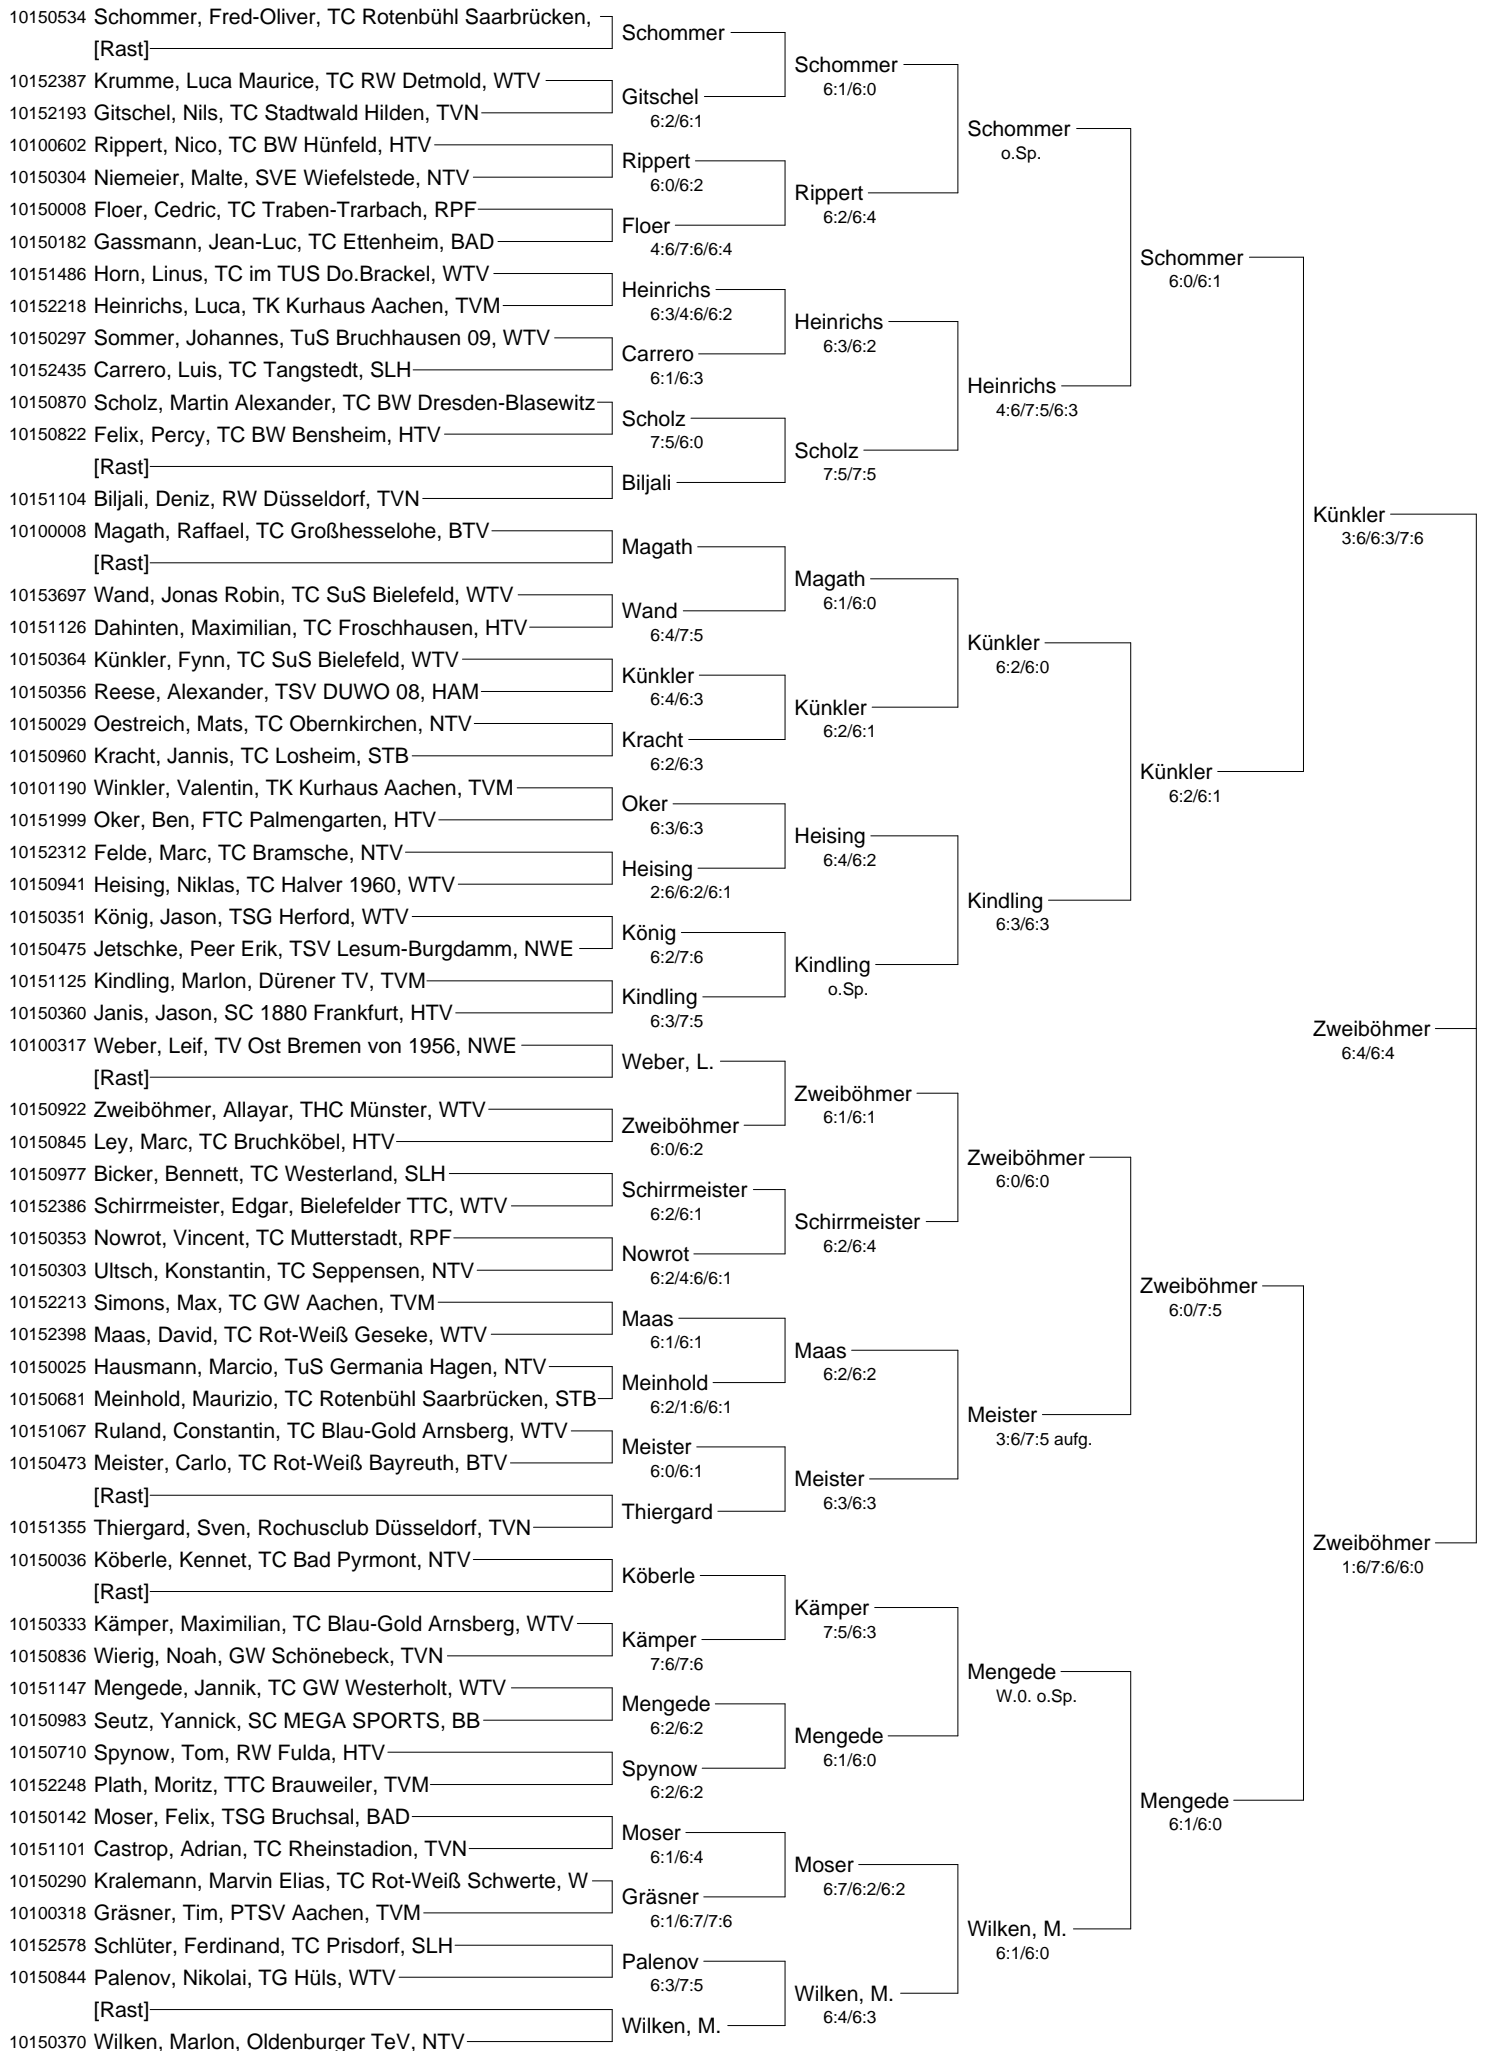 10150534 Schommer, Fred-Oliver, TC Rotenbühl Saarbrücken,
[Rast]
10152387 Krumme, Luca Maurice, TC RW Detmold, WTV
10152193 Gitschel, Nils, TC Stadtwald Hilden, TVN
10100602 Rippert, Nico, TC BW Hünfeld, HTV
10150304 Niemeier, Malte, SVE Wiefelstede, NTV
10150008 Floer, Cedric, TC Traben-Trarbach, RPF
10150182 Gassmann, Jean-Luc, TC Ettenheim, BAD
10151486 Horn, Linus, TC im TUS Do.Brackel, WTV
10152218 Heinrichs, Luca, TK Kurhaus Aachen, TVM
10150297 Sommer, Johannes, TuS Bruchhausen 09, WTV
10152435 Carrero, Luis, TC Tangstedt, SLH
10150870 Scholz, Martin Alexander, TC BW Dresden-Blasewitz
10150822 Felix, Percy, TC BW Bensheim, HTV
[Rast]
10151104 Biljali, Deniz, RW Düsseldorf, TVN
10100008 Magath, Raffael, TC Großhesselohe, BTV
[Rast]
10153697 Wand, Jonas Robin, TC SuS Bielefeld, WTV
10151126 Dahinten, Maximilian, TC Froschhausen, HTV
10150364 Künkler, Fynn, TC SuS Bielefeld, WTV
10150356 Reese, Alexander, TSV DUWO 08, HAM
10150029 Oestreich, Mats, TC Obernkirchen, NTV
10150960 Kracht, Jannis, TC Losheim, STB
10101190 Winkler, Valentin, TK Kurhaus Aachen, TVM
10151999 Oker, Ben, FTC Palmengarten, HTV
10152312 Felde, Marc, TC Bramsche, NTV
10150941 Heising, Niklas, TC Halver 1960, WTV
10150351 König, Jason, TSG Herford, WTV
10150475 Jetschke, Peer Erik, TSV Lesum-Burgdamm, NWE
10151125 Kindling, Marlon, Dürener TV, TVM
10150360 Janis, Jason, SC 1880 Frankfurt, HTV
10100317 Weber, Leif, TV Ost Bremen von 1956, NWE
[Rast]
10150922 Zweiböhmer, Allayar, THC Münster, WTV
10150845 Ley, Marc, TC Bruchköbel, HTV
10150977 Bicker, Bennett, TC Westerland, SLH
10152386 Schirrmeister, Edgar, Bielefelder TTC, WTV
10150353 Nowrot, Vincent, TC Mutterstadt, RPF
10150303 Ultsch, Konstantin, TC Seppensen, NTV
10152213 Simons, Max, TC GW Aachen, TVM
10152398 Maas, David, TC Rot-Weiß Geseke, WTV
10150025 Hausmann, Marcio, TuS Germania Hagen, NTV
10150681 Meinhold, Maurizio, TC Rotenbühl Saarbrücken, STB
10151067 Ruland, Constantin, TC Blau-Gold Arnsberg, WTV
10150473 Meister, Carlo, TC Rot-Weiß Bayreuth, BTV
[Rast]
10151355 Thiergard, Sven, Rochusclub Düsseldorf, TVN
10150036 Köberle, Kennet, TC Bad Pyrmont, NTV
[Rast]
10150333 Kämper, Maximilian, TC Blau-Gold Arnsberg, WTV
10150836 Wierig, Noah, GW Schönebeck, TVN
10151147 Mengede, Jannik, TC GW Westerholt, WTV
10150983 Seutz, Yannick, SC MEGA SPORTS, BB
10150710 Spynow, Tom, RW Fulda, HTV
10152248 Plath, Moritz, TTC Brauweiler, TVM
10150142 Moser, Felix, TSG Bruchsal, BAD
10151101 Castrop, Adrian, TC Rheinstadion, TVN
10150290 Kralemann, Marvin Elias, TC Rot-Weiß Schwerte, W
10100318 Gräsner, Tim, PTSV Aachen, TVM
10152578 Schlüter, Ferdinand, TC Prisdorf, SLH
10150844 Palenov, Nikolai, TG Hüls, WTV
[Rast]
10150370 Wilken, Marlon, Oldenburger TeV, NTV
Schommer
Gitschel
6:2/6:1
Rippert
6:0/6:2
Floer
4:6/7:6/6:4
Heinrichs
6:3/4:6/6:2
Carrero
6:1/6:3
Scholz
7:5/6:0
Biljali
Magath
Wand
6:4/7:5
Künkler
6:4/6:3
Kracht
6:2/6:3
Oker
6:3/6:3
Heising
2:6/6:2/6:1
König
6:2/7:6
Kindling
6:3/7:5
Weber, L.
Zweiböhmer
6:0/6:2
Schirrmeister
6:2/6:1
Nowrot
6:2/4:6/6:1
Maas
6:1/6:1
Meinhold
6:2/1:6/6:1
Meister
6:0/6:1
Thiergard
Köberle
Kämper
7:6/7:6
Mengede
6:2/6:2
Spynow
6:2/6:2
Moser
6:1/6:4
Gräsner
6:1/6:7/7:6
Palenov
6:3/7:5
Wilken, M.
Schommer
6:1/6:0
Rippert
6:2/6:4
Heinrichs
6:3/6:2
Scholz
7:5/7:5
Magath
6:1/6:0
Künkler
6:2/6:1
Heising
6:4/6:2
Kindling
o.Sp.
Zweiböhmer
6:1/6:1
Schirrmeister
6:2/6:4
Maas
6:2/6:2
Meister
6:3/6:3
Kämper
7:5/6:3
Mengede
6:1/6:0
Moser
6:7/6:2/6:2
Wilken, M.
6:4/6:3
Schommer
o.Sp.
Heinrichs
4:6/7:5/6:3
Künkler
6:2/6:0
Kindling
6:3/6:3
Zweiböhmer
6:0/6:0
Meister
3:6/7:5 aufg.
Mengede
W.0. o.Sp.
Wilken, M.
6:1/6:0
Schommer
6:0/6:1
Künkler
6:2/6:1
Zweiböhmer
6:0/7:5
Mengede
6:1/6:0
Künkler
3:6/6:3/7:6
Zweiböhmer
6:4/6:4
Zweiböhmer
1:6/7:6/6:0